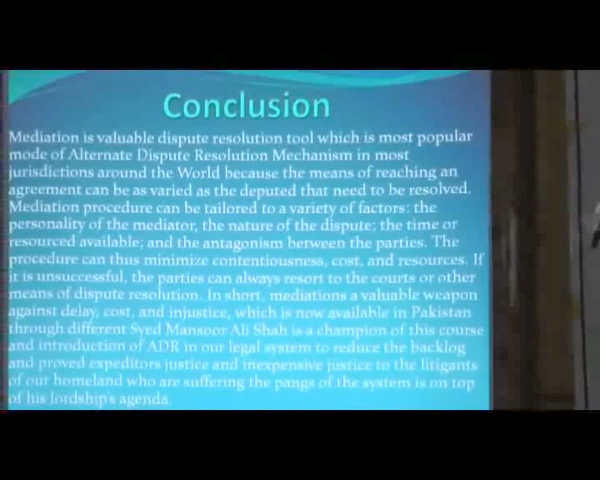 Conclusion
Mediation is valuable dispute resolution tool which is most popular
mode of Alternate Dispute Resolution Mechanism in most
jurisdictions around the World because the means of reaching an
agreement can be as varied as the deputed that need to be resolved.
Mediation procedure can be tailored to a variety of factors: the
personality of the mediator, the nature of the dispute; the time or
resourced available; and the antagonism between the parties. The
procedure can thus minimize contentiousness, cost, and resources. If
it is unsuccessful, the parties can always resort to the courts or other
means of dispute resolution. In short, mediations a valuable weapon
against delay, cost, and injustice, which is now available in Pakistan
through different Syed Mansoor Ali Shah is a champion of this course
and introduction of ADR in our legal system to reduce the backlog
and proved expeditors justice and inexpensive justice to the litigants
of our homeland who are suffering the pangs of the system is on top
of his lordship's agenda.